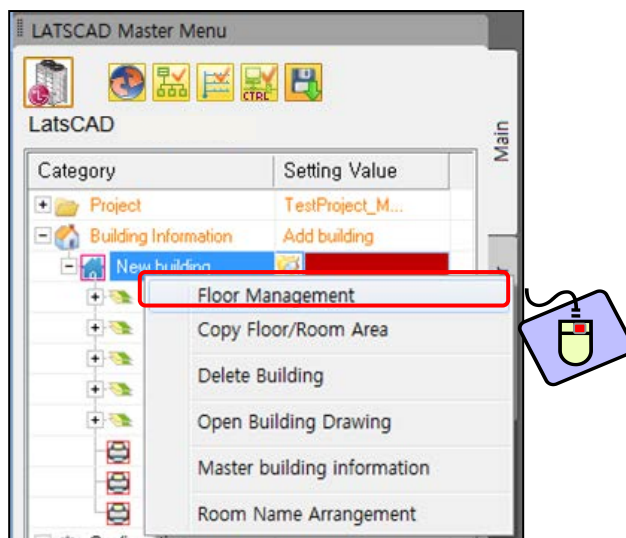 LATSCAD Master Menu
CTRL
LatsCAD
Main
Category Setting Value
Project TestProject_M...
Building Information Add building
New building
Floor Management
Copy Floor/Room Area
Delete Building
Open Building Drawing
Master building information
Room Name Arrangement